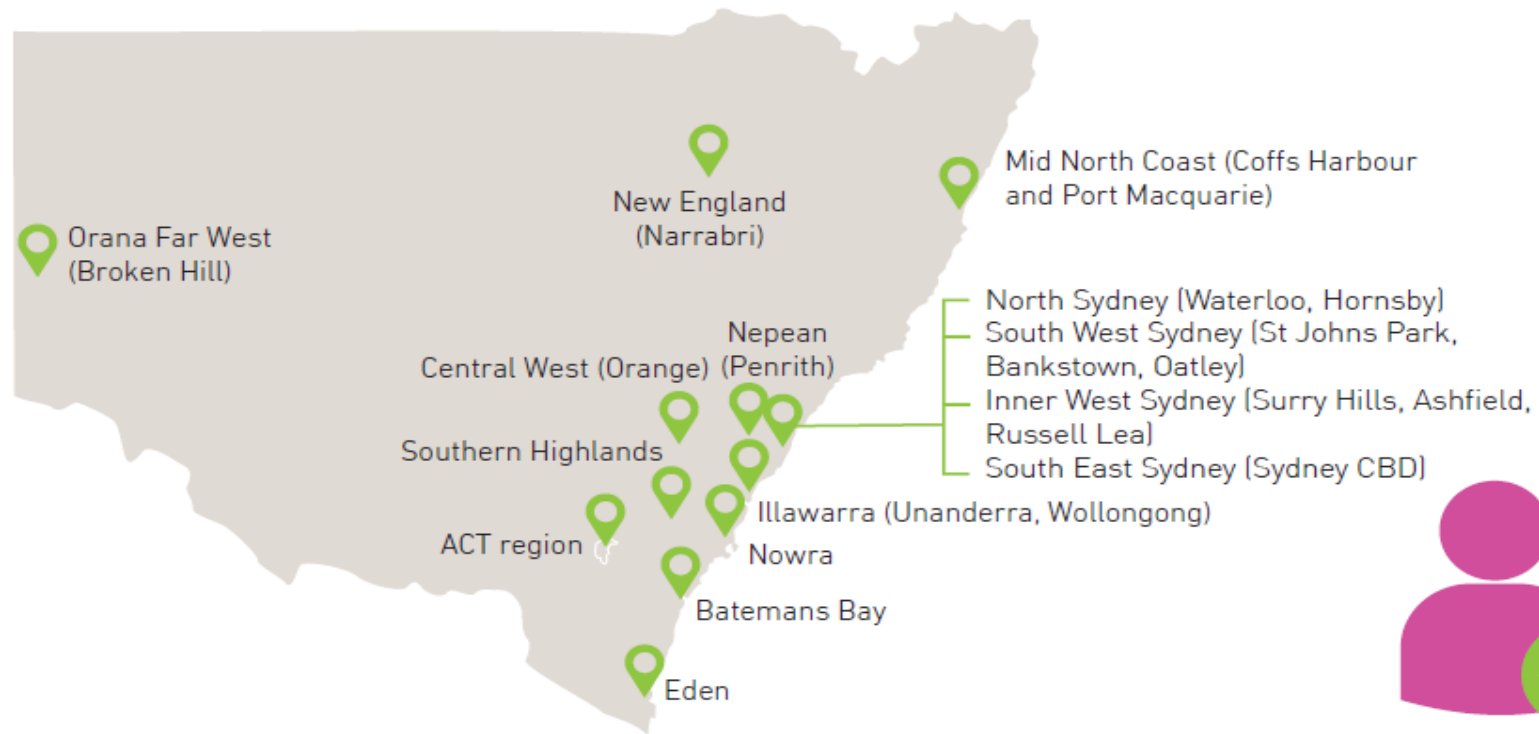 New England
(Narrabri)
Mid North Coast (Coffs Harbour
and Port Macquarie)
Orana Far West
(Broken Hill)
Nepean
(Penrith)
Central West (Orange)
Southern Highlands
North Sydney (Waterloo, Hornsby)
South West Sydney (St Johns Park,
Bankstown, Oatley)
Inner West Sydney (Surry Hills, Ashfield,
Russell Lea)
South East Sydney (Sydney CBD)
Illawarra (Unanderra, Wollongong)
ACT region
Nowra
Batemans Bay
Eden